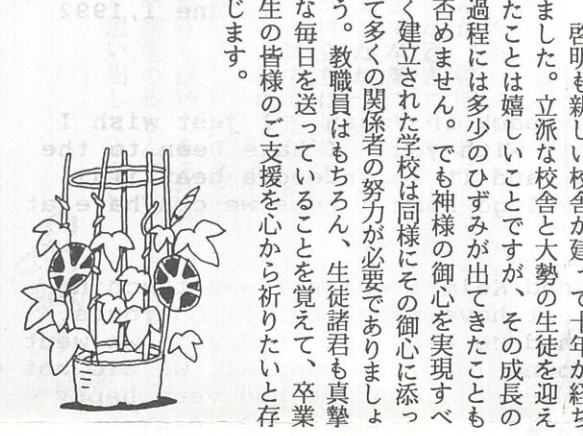 啓明も新しい校舎が建って十年が経ち
ました。立派な校舎と大勢の生徒を迎え
たことは嬉しいことですが、その成長の
過程には多少のひずみが出てきたことも
否めません。でも神様の御心を実現すべ
く建立された学校は同様にその御心に添っ
て多くの関係者の努力が必要でありましょ
う。教職員はもちろん、生徒諸君も真摯
な毎日を送っていることを覚えて、卒業
生の皆様のご支援を心から祈りたいと存
じます。